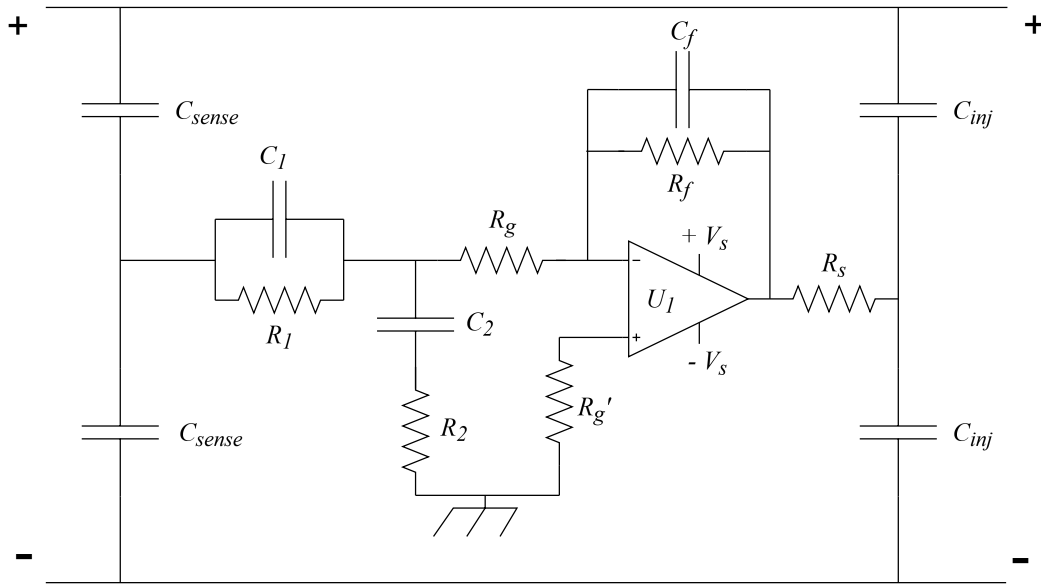 + +
C_f
C_sense C_inj
C_1
R_f
R_g
+ V_s
R_s
−
U_1
R_1
C_2
+
- V_s
R_g'
R_2
C_sense C_inj
- -